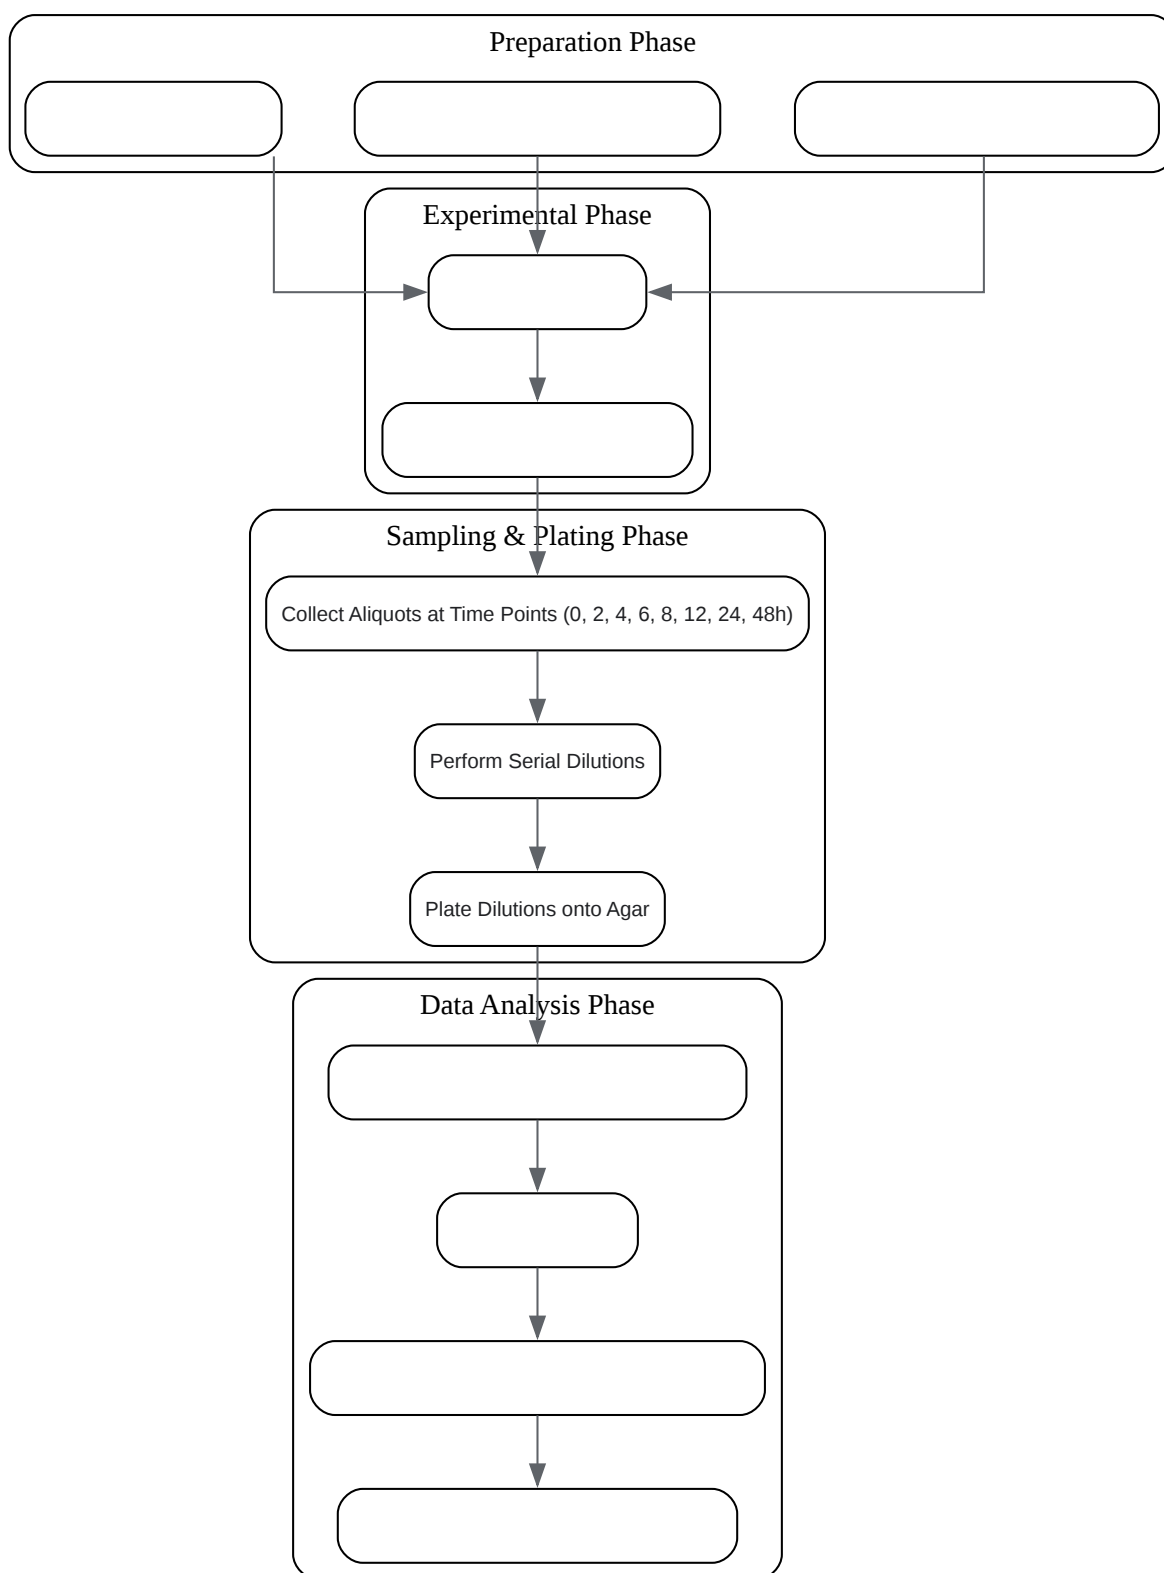 Preparation Phase
Experimental Phase
Sampling & Plating Phase
Collect Aliquots at Time Points (0, 2, 4, 6, 8, 12, 24, 48h)
Perform Serial Dilutions
Plate Dilutions onto Agar
Data Analysis Phase